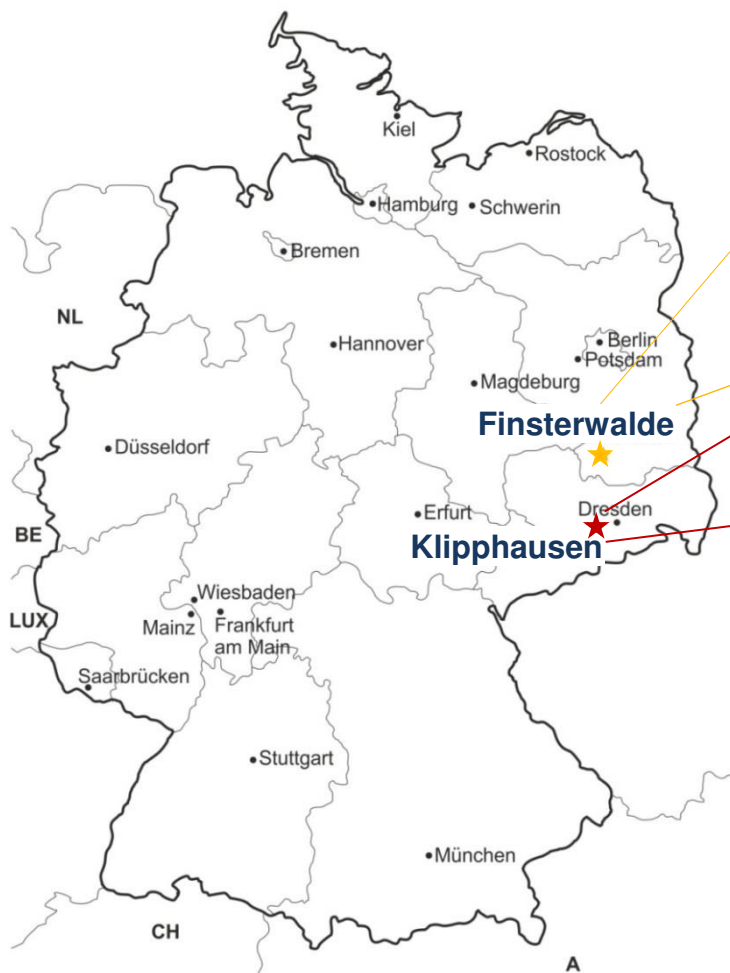 Kiel
Rostock
Hamburg
Schwerin
Bremen
NL
Hannover
Berlin
Potsdam
Magdeburg
Finsterwalde
Düsseldorf
Erfurt
Dresden
BE
Klipphausen
Wiesbaden
LUX
Mainz
Frankfurt
am Main
Saarbrücken
Stuttgart
München
CH
A